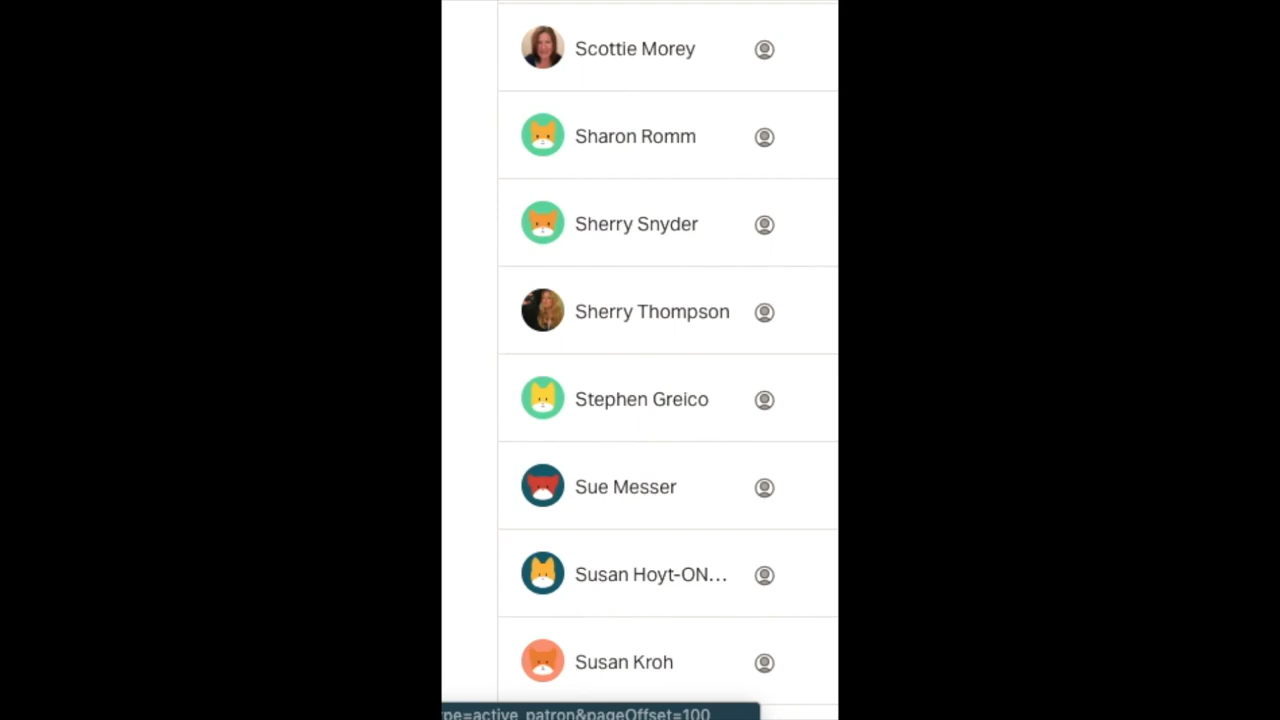 Scottie Morey
Sharon Romm
Sherry Snyder
Sherry Thompson
Stephen Greico
Sue Messer
Susan Hoyt-ON...
Susan Kroh
pe=active_patron&pageOffset=100